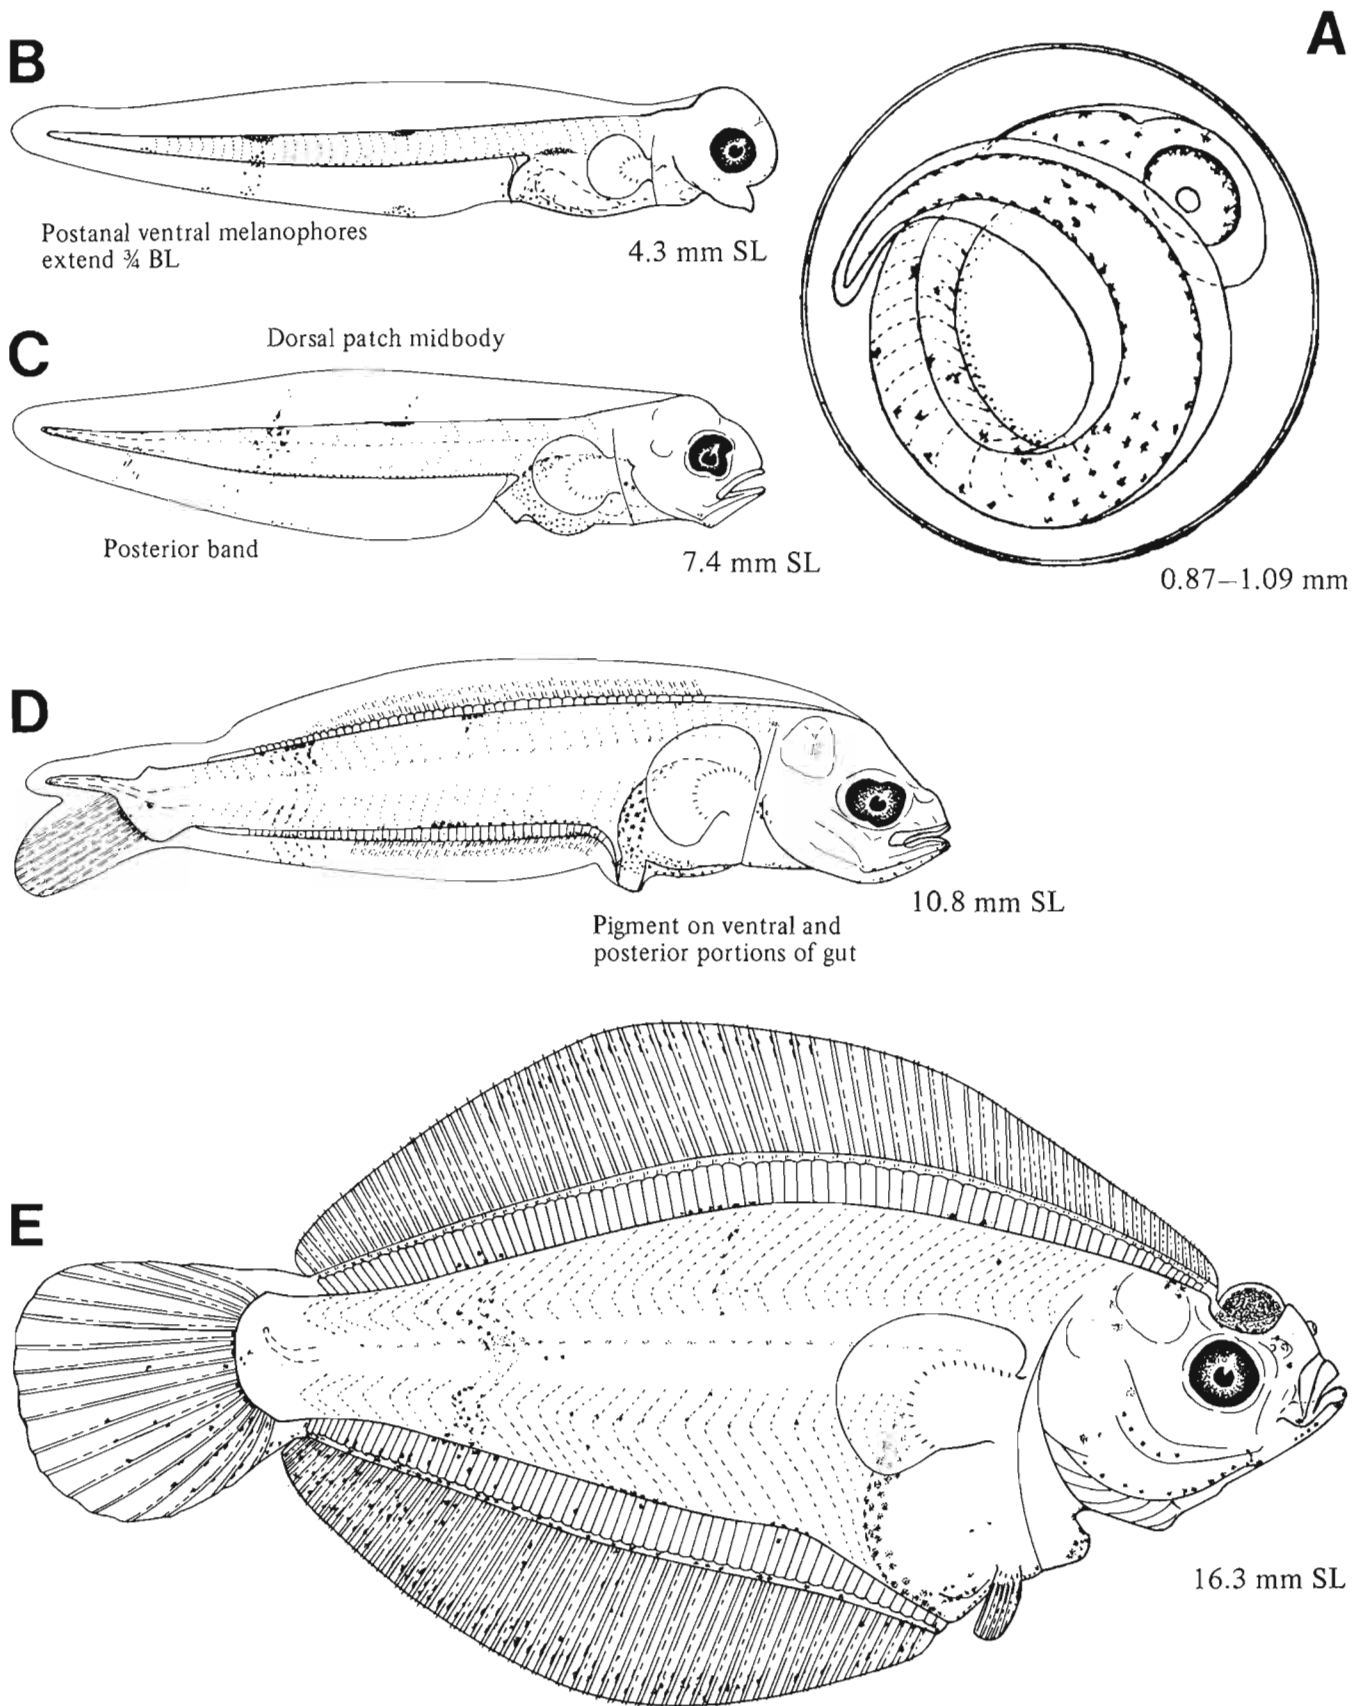 A
B
Postanal ventral melanophores
extend ¾ BL
4.3 mm SL
0.87–1.09 mm
C
Dorsal patch midbody
Posterior band
7.4 mm SL
D
10.8 mm SL
Pigment on ventral and
posterior portions of gut
E
16.3 mm SL